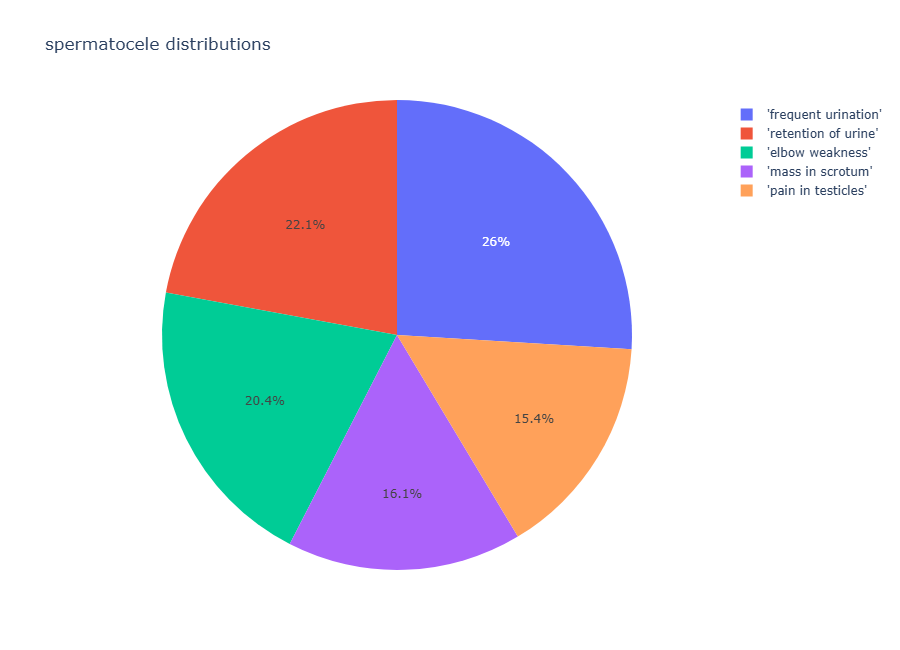 spermatocele distributions
'frequent urination'
'retention of urine'
'elbow weakness'
'mass in scrotum'
'pain in testicles'
22.1%
26%
20.4%
15.4%
16.1%